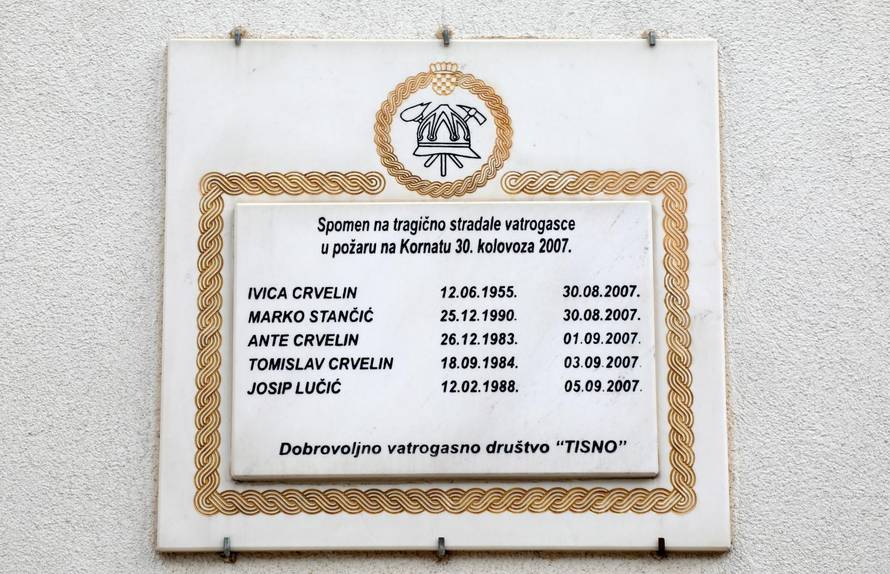 Spomen na tragično stradale vatrogasce
u požaru na Kornatu 30. kolovoza 2007.
IVICA CRVELIN 12.06.1955. 30.08.2007.
MARKO STANČIĆ 25.12.1990. 30.08.2007.
ANTE CRVELIN 26.12.1983. 01.09.2007.
TOMISLAV CRVELIN 18.09.1984. 03.09.2007.
JOSIP LUČIĆ 12.02.1988. 05.09.2007.
Dobrovoljno vatrogasno društvo “TISNO”